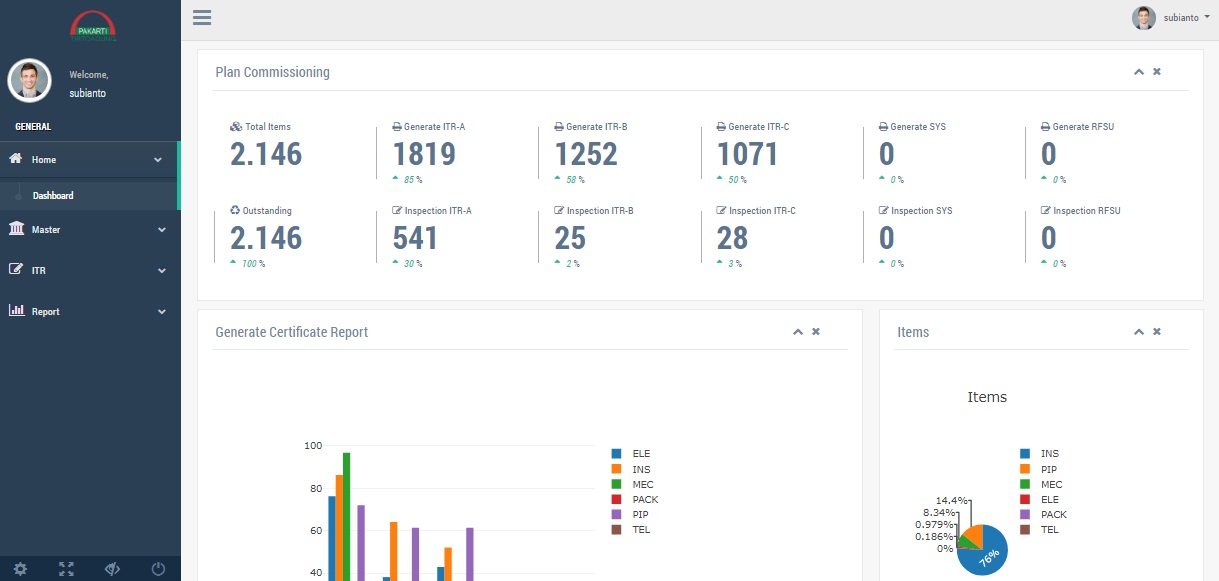 PAKARTI
subianto
Welcome,
subianto
GENERAL
Home
Dashboard
Master
ITR
Report
Plan Commissioning
Total Items
2.146
Generate ITR-A
1819
85 %
Generate ITR-B
1252
58 %
Generate ITR-C
1071
50 %
Generate SYS
0
0 %
Generate RFSU
0
0 %
Outstanding
2.146
100 %
Inspection ITR-A
541
30 %
Inspection ITR-B
25
2 %
Inspection ITR-C
28
3 %
Inspection SYS
0
0 %
Inspection RFSU
0
0 %
Generate Certificate Report
100
80
60
40
ELE
INS
MEC
PACK
PIP
TEL
Items
Items
14.4%
8.34%
0.979%
0.186%
0%
76%
INS
PIP
MEC
ELE
PACK
TEL